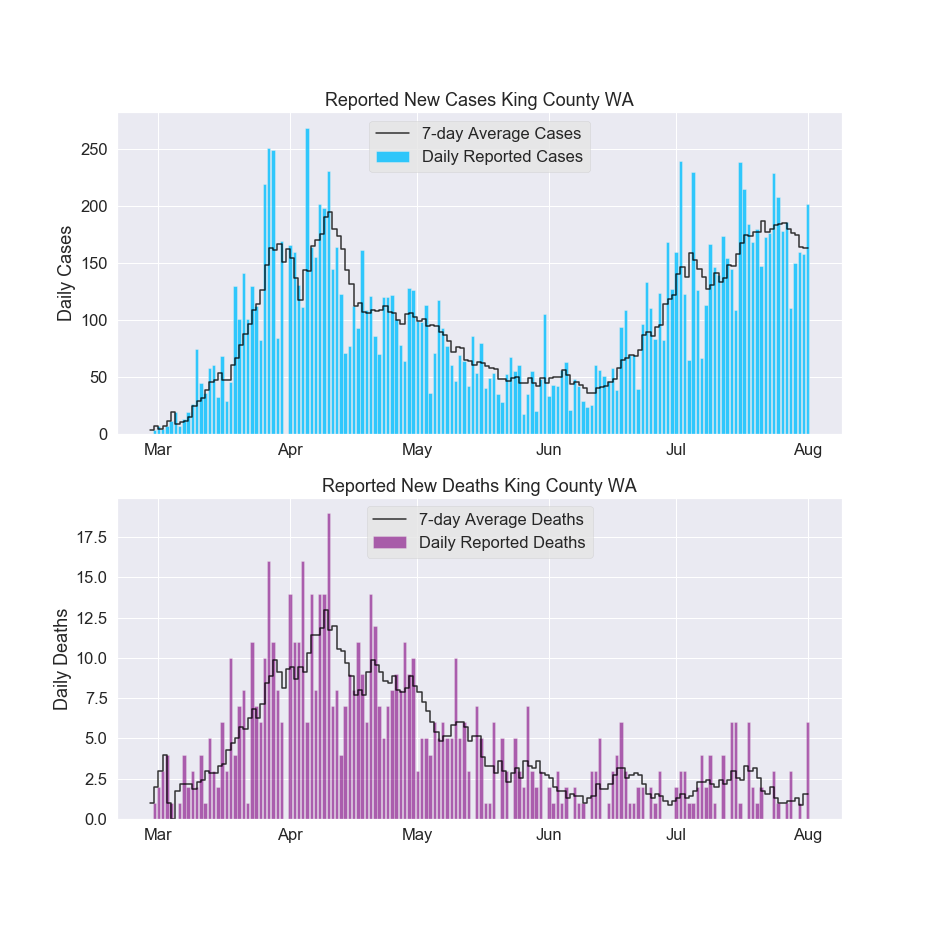 Reported New Cases King County WA
7-day Average Cases
Daily Reported Cases
Daily Cases
250
200
150
100
50
0
Mar Apr May Jun Jul Aug
Reported New Deaths King County WA
7-day Average Deaths
Daily Reported Deaths
Daily Deaths
17.5
15.0
12.5
10.0
7.5
5.0
2.5
0.0
Mar Apr May Jun Jul Aug